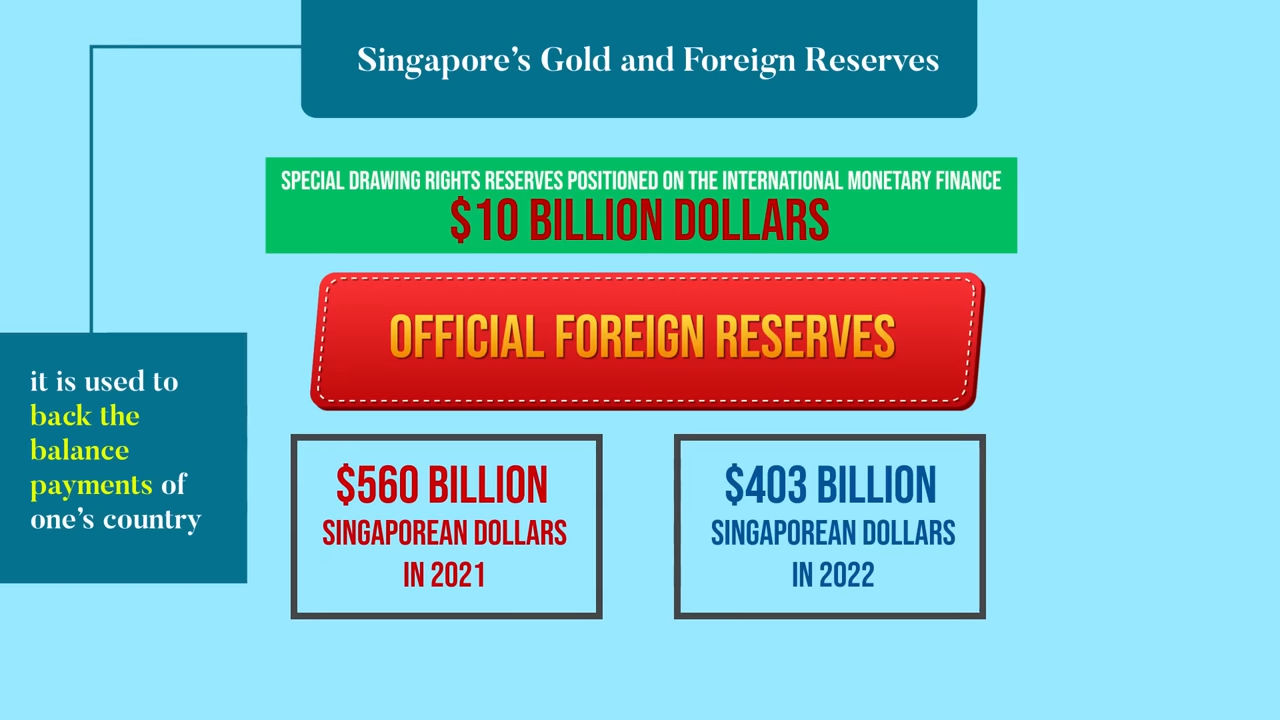 Singapore's Gold and Foreign Reserves
SPECIAL DRAWING RIGHTS RESERVES POSITIONED ON THE INTERNATIONAL MONETARY FINANCE
$10 BILLION DOLLARS
OFFICIAL FOREIGN RESERVES
it is used to
back the
balance
payments of
one's country
$560 BILLION
SINGAPOREAN DOLLARS
IN 2021
$403 BILLION
SINGAPOREAN DOLLARS
IN 2022